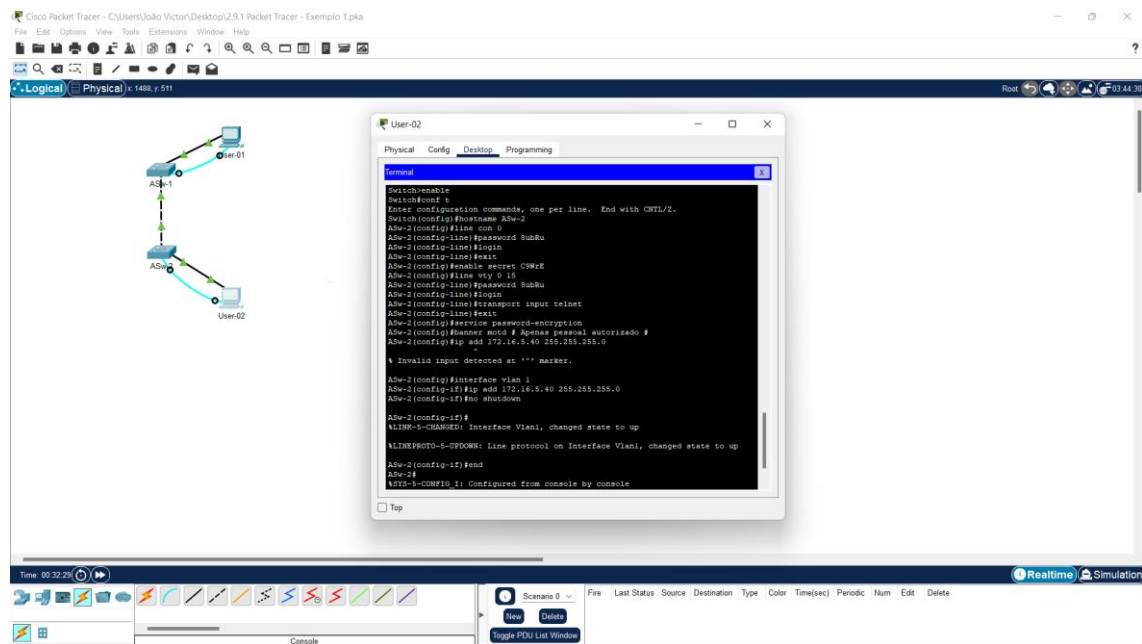 Cisco Packet Tracer - C:\Users\João Victor\Desktop\2.9.1 Packet Tracer - Exemplo 1.pka
File Edit Options View Tools Extensions Window Help
?
Logical Physical x: 1488, y: 511
Root 03:44:30
User-01
ASw-1
ASw-2
User-02
User-02
Physical Config Desktop Programming
Terminal X
Switch>enable
Switch#conf t
Enter configuration commands, one per line. End with CNTL/Z.
Switch(config)#hostname ASw-2
ASw-2(config)#line con 0
ASw-2(config-line)#password 8ubRu
ASw-2(config-line)#login
ASw-2(config-line)#exit
ASw-2(config)#enable secret C9WrE
ASw-2(config)#line vty 0 15
ASw-2(config-line)#password 8ubRu
ASw-2(config-line)#login
ASw-2(config-line)#transport input telnet
ASw-2(config-line)#exit
ASw-2(config)#service password-encryption
ASw-2(config)#banner motd # Apenas pessoal autorizado #
ASw-2(config)#ip add 172.16.5.40 255.255.255.0
^
% Invalid input detected at '^' marker.
ASw-2(config)#interface vlan 1
ASw-2(config-if)#ip add 172.16.5.40 255.255.255.0
ASw-2(config-if)#no shutdown
ASw-2(config-if)#
%LINK-5-CHANGED: Interface Vlan1, changed state to up
%LINEPROTO-5-UPDOWN: Line protocol on Interface Vlan1, changed state to up
ASw-2(config-if)#end
ASw-2#
%SYS-5-CONFIG_I: Configured from console by console
Top
Time: 00:32:29
Realtime Simulation
Scenario 0
New Delete
Toggle PDU List Window
Fire Last Status Source Destination Type Color Time(sec) Periodic Num Edit Delete
Console